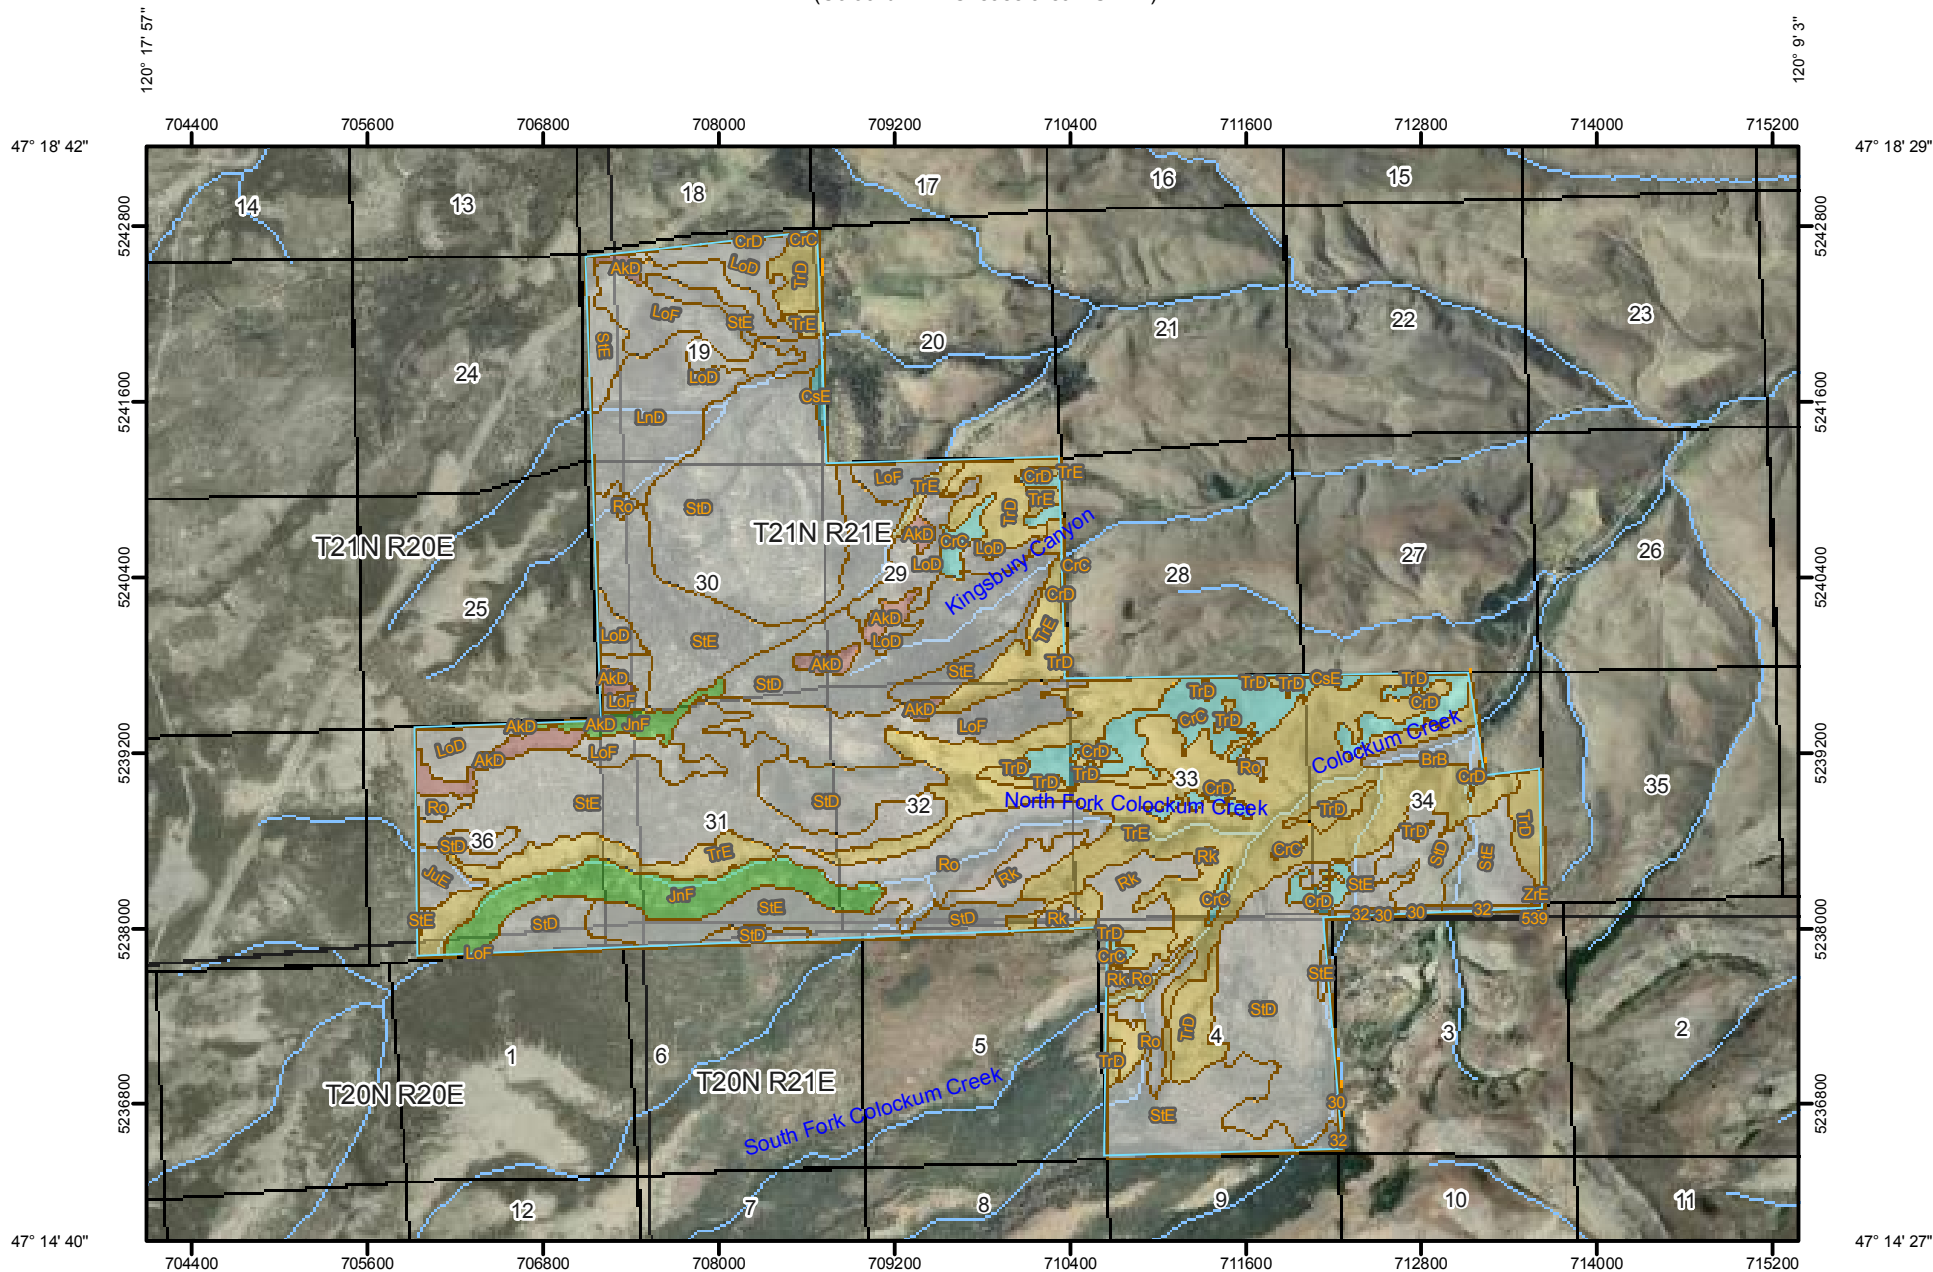 120° 17' 57"
120° 9' 3"
704400 705600 706800 708000 709200 710400 711600 712800 714000 715200
47° 18' 42"
47° 18' 29"
14 13 18 17 16 15
5242800
5242800
CrD CrC
AkD LoD TrD
LoF StE TrE
StE 19 20 21 22 23
24
LoD
CsE
5241600
5241600
LnD
LoF TrE CrD TrE
TrE
Ro StD TrD
T21N R20E
T21N R21E
AkD CrC LoD
LoD
Kingsbury Canyon
CrC
25 30 29 28 27 26
5240400
5240400
CrD
AkD
LoD StE LoD TrE
AkD TrD
AkD StD StE TrD TrD TrD CsE TrD
LoF AkD CrD
AkD AkD JnF LoF CrC TrD
LoD LoF CrD Colockum Creek
5239200
5239200
AkD TrD TrD TrD Ro BrB
CrD
Ro StE StD 32 33 CrD 34 35
North Fork Colockum Creek
TrD
36 31 TrE TrD TrD
StD TrE Ro Rk CrC StD StE
JuE JnF Rk Rk StE
StE StE CrC CrD ZrE
StD StD StD Rk 32 30 30 32 539
5238000
5238000
LoF TrD
CrC
Rk Ro StE
StD
TrD
1 6 5 Ro 4 3 2
TrD
T20N R20E
T20N R21E
South Fork Colockum Creek
5236800
5236800
StE 30
32
12 7 8 9 10 11
47° 14' 40"
47° 14' 27"
704400 705600 706800 708000 709200 710400 711600 712800 714000 715200